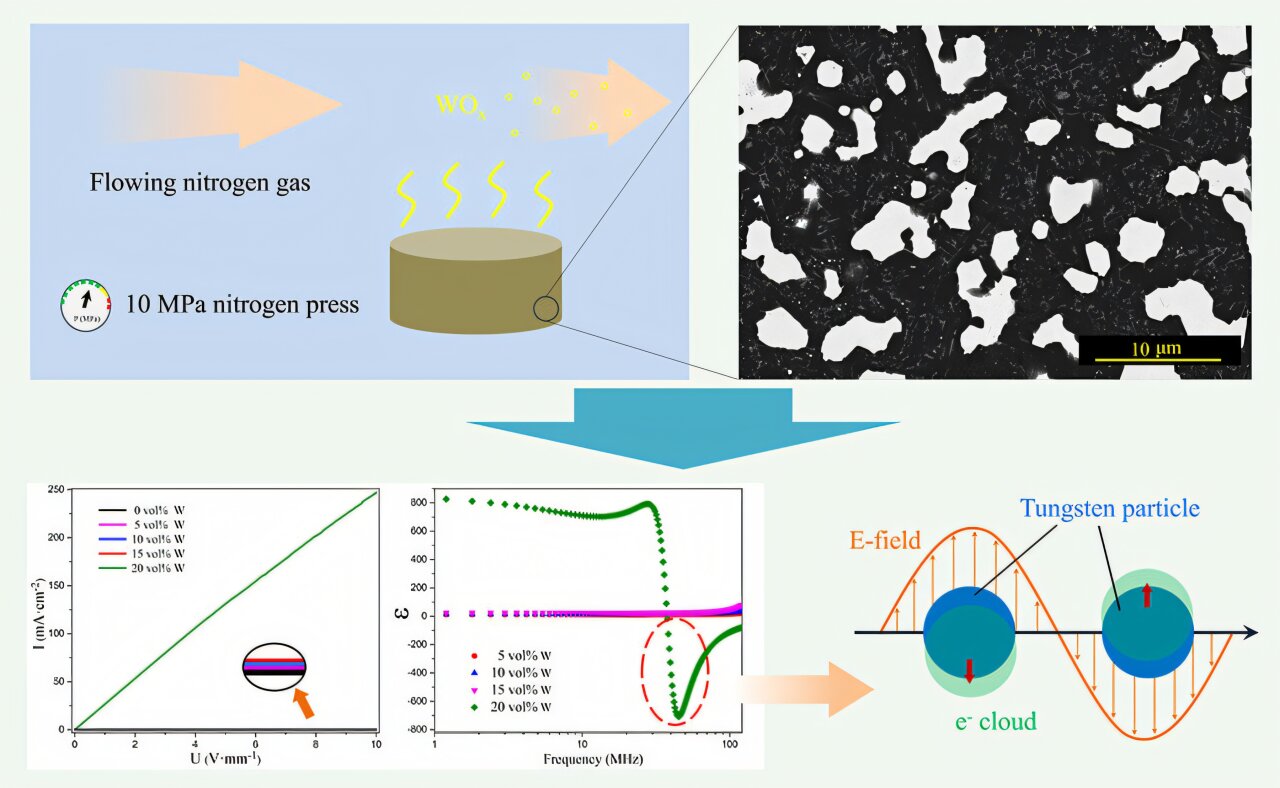 WOx
Flowing nitrogen gas
10 MPa nitrogen press
P (MPa)
10 μm
250
200
150
100
50
0
I (mA·cm-2)
0 vol% W
5 vol% W
10 vol% W
15 vol% W
20 vol% W
0
2
4
6
8
10
U (V·mm-1)
800
600
400
200
0
-200
-400
-600
-800
ε
5 vol% W
10 vol% W
15 vol% W
20 vol% W
1
10
100
Frequency (MHz)
Tungsten particle
E-field
e- cloud